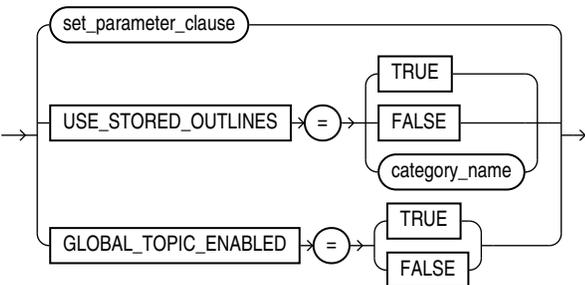 set_parameter_clause
TRUE
USE_STORED_OUTLINES = FALSE
category_name
TRUE
GLOBAL_TOPIC_ENABLED =
FALSE